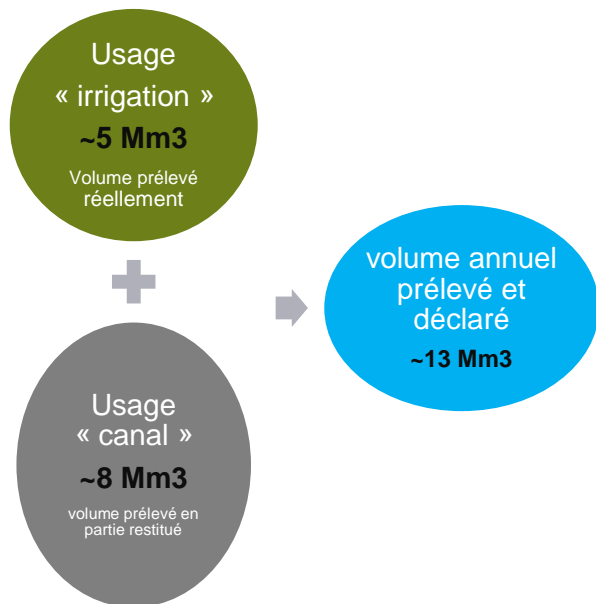 Usage
« irrigation »
~5 Mm3
Volume prélevé
réellement
Usage
« canal »
~8 Mm3
volume prélevé en
partie restitué
volume annuel
prélevé et
déclaré
~13 Mm3